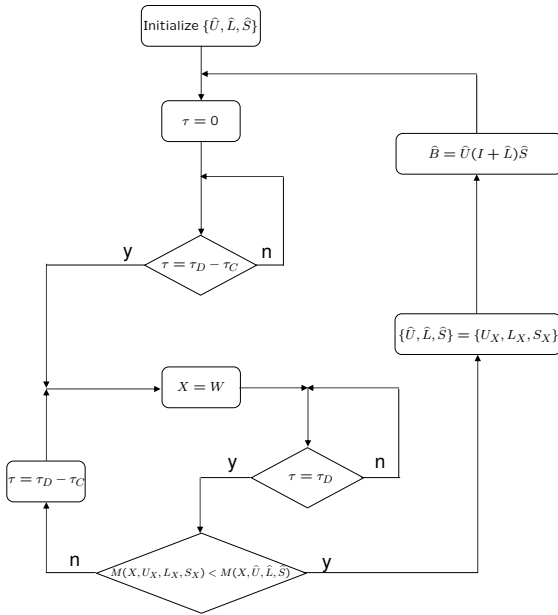 Initialize {Û, L̂, Ŝ}
τ = 0
B̂ = Û(I + L̂)Ŝ
y
τ = τ_D − τ_C
n
{Û, L̂, Ŝ} = {U_X, L_X, S_X}
X = W
τ = τ_D − τ_C
y
τ = τ_D
n
n
M(X, U_X, L_X, S_X) < M(X, Û, L̂, Ŝ)
y